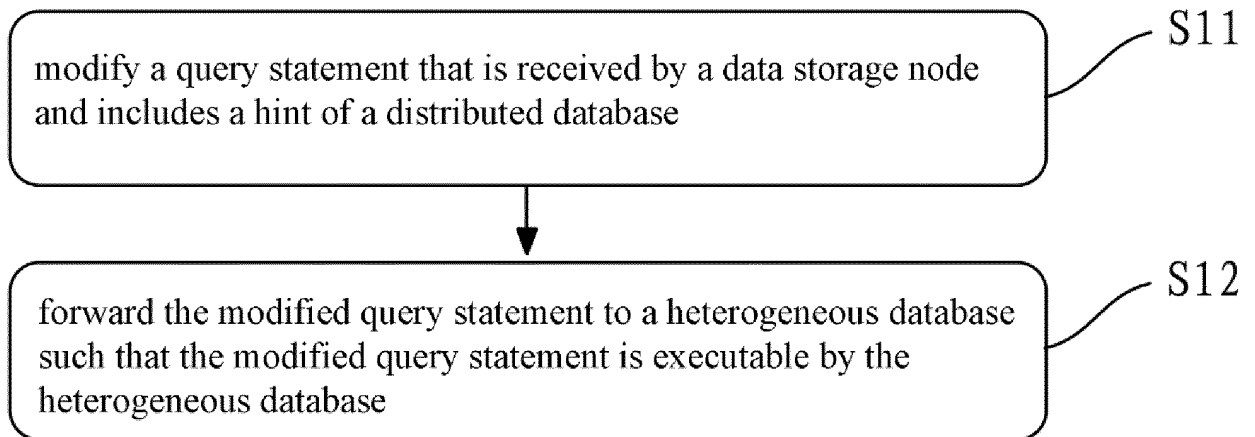 S11
modify a query statement that is received by a data storage node
and includes a hint of a distributed database
S12
forward the modified query statement to a heterogeneous database
such that the modified query statement is executable by the
heterogeneous database